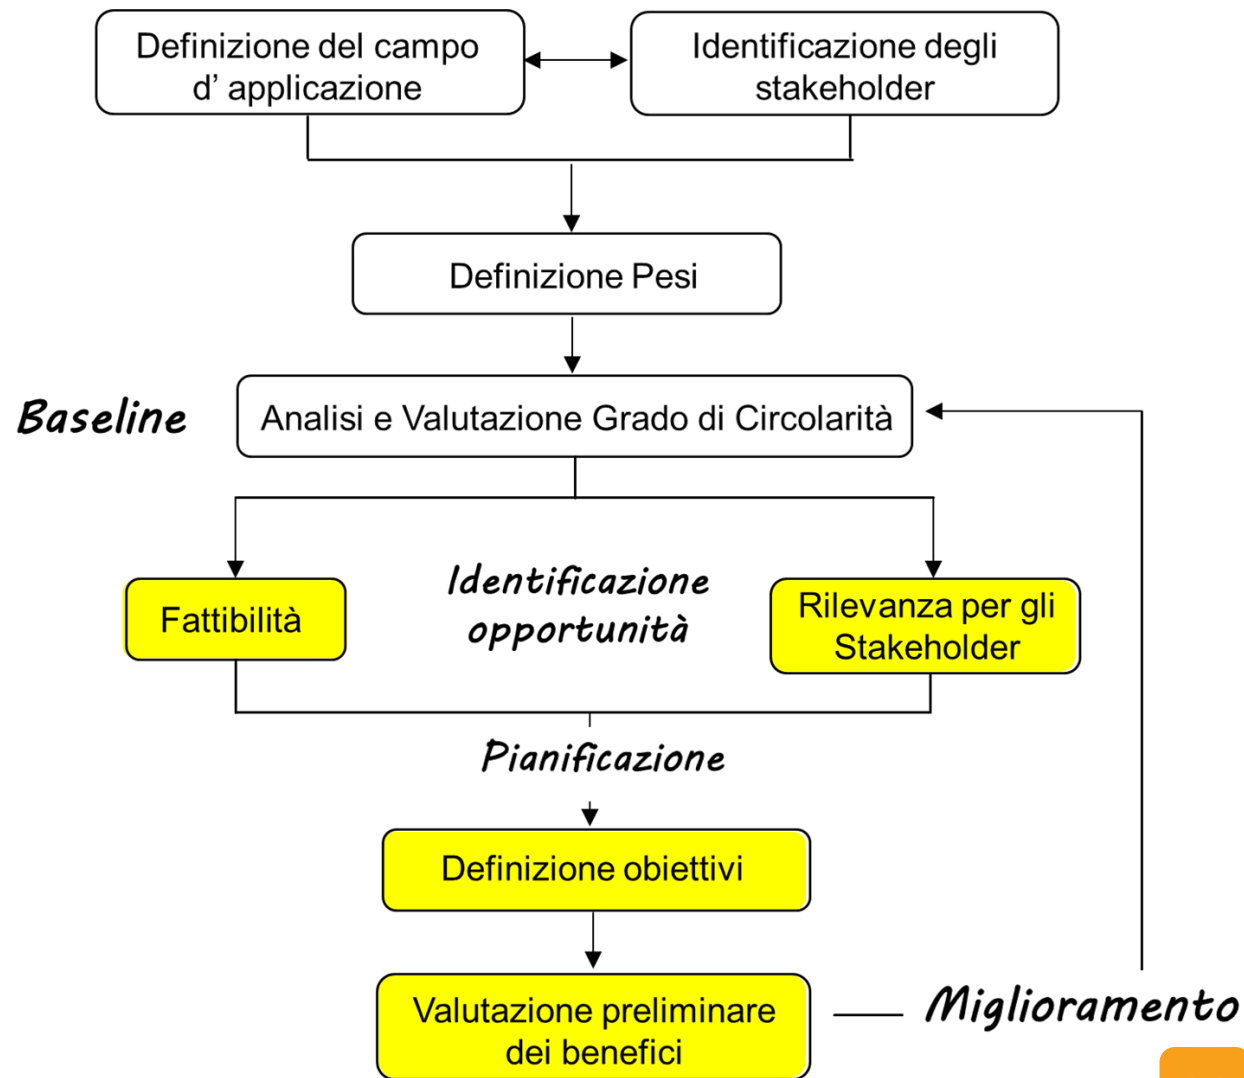 Definizione del campo
d' applicazione
Identificazione degli
stakeholder
Definizione Pesi
Baseline
Analisi e Valutazione Grado di Circolarità
Fattibilità
Identificazione
opportunità
Rilevanza per gli
Stakeholder
Pianificazione
Definizione obiettivi
Valutazione preliminare
dei benefici
Miglioramento